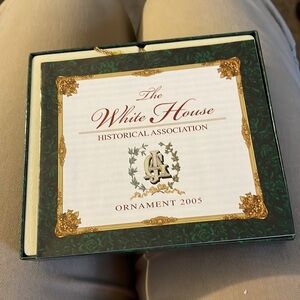 The
White House
HISTORICAL ASSOCIATION
ORNAMENT 2005